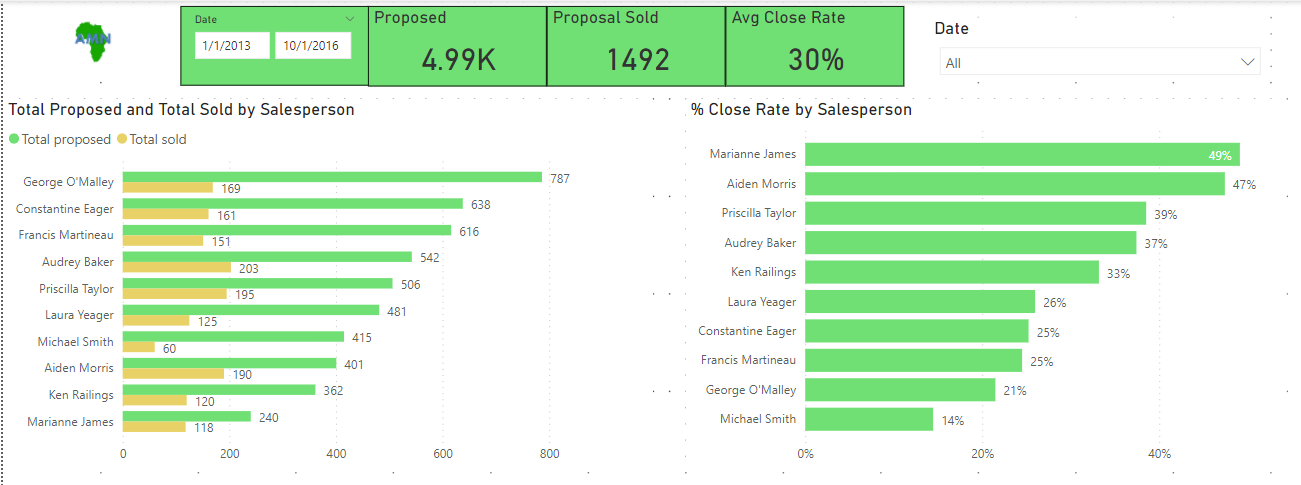 AMN
Date
1/1/2013 10/1/2016
Proposed
4.99K
Proposal Sold
1492
Avg Close Rate
30%
Date
All
Total Proposed and Total Sold by Salesperson
Total proposed Total sold
George O'Malley 787
169
Constantine Eager 638
161
Francis Martineau 616
151
Audrey Baker 542
203
Priscilla Taylor 506
195
Laura Yeager 481
125
Michael Smith 415
60
Aiden Morris 401
190
Ken Railings 362
120
Marianne James 240
118
0 200 400 600 800
% Close Rate by Salesperson
Marianne James 49%
Aiden Morris 47%
Priscilla Taylor 39%
Audrey Baker 37%
Ken Railings 33%
Laura Yeager 26%
Constantine Eager 25%
Francis Martineau 25%
George O'Malley 21%
Michael Smith 14%
0% 20% 40%